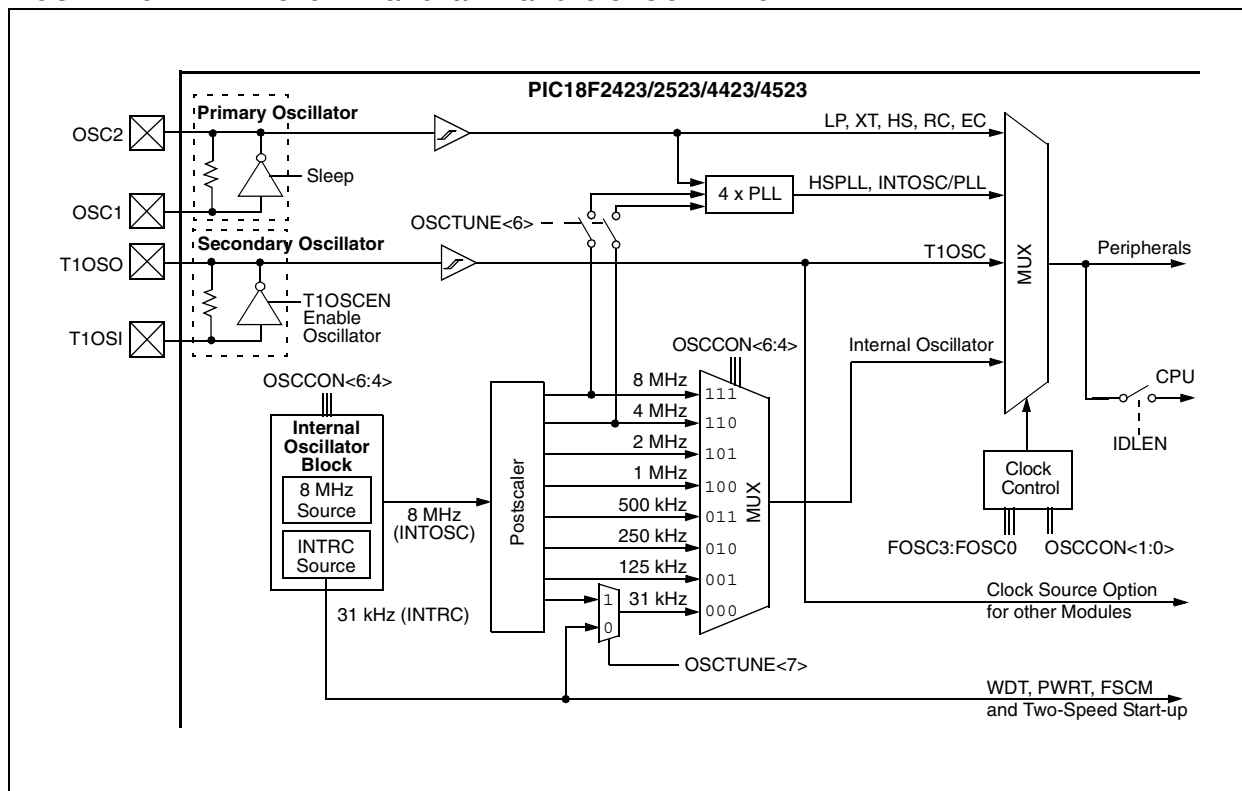 PIC18F2423/2523/4423/4523
Primary Oscillator
OSC2
LP, XT, HS, RC, EC
Sleep
4 x PLL
HSPLL, INTOSC/PLL
OSC1
OSCTUNE<6>
Secondary Oscillator
T1OSO
T1OSC
MUX
Peripherals
T1OSCEN
Enable
Oscillator
T1OSI
OSCCON<6:4>
Internal Oscillator
OSCCON<6:4>
CPU
IDLEN
Internal
Oscillator
Block
8 MHz
Source
INTRC
Source
8 MHz
(INTOSC)
31 kHz (INTRC)
Postscaler
8 MHz
111
4 MHz
110
2 MHz
101
1 MHz
100
500 kHz
011
250 kHz
010
125 kHz
001
1
31 kHz
000
0
MUX
OSCTUNE<7>
Clock
Control
FOSC3:FOSC0
OSCCON<1:0>
Clock Source Option
for other Modules
WDT, PWRT, FSCM
and Two-Speed Start-up